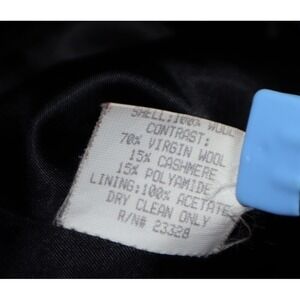 SHELL:100% WOOL
CONTRAST:
70% VIRGIN WOOL
15% CASHMERE
15% POLYAMIDE
LINING:100% ACETATE
DRY CLEAN ONLY
R/N# 23328